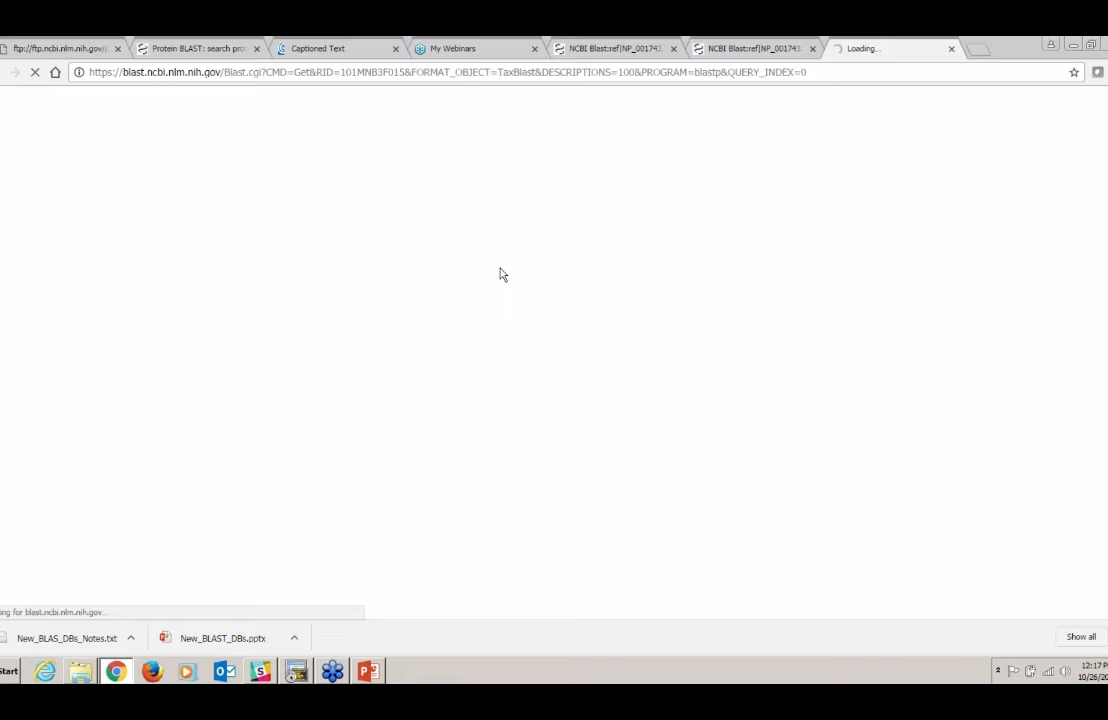 ftp://ftp.ncbi.nlm.nih.gov/
Protein BLAST: search pro
Captioned Text
My Webinars
NCBI Blast:ref|NP_001743.
NCBI Blast:ref|NP_001743.
Loading...
https://blast.ncbi.nlm.nih.gov/Blast.cgi?CMD=Get&RID=101MNB3F015&FORMAT_OBJECT=TaxBlast&DESCRIPTIONS=100&PROGRAM=blastp&QUERY_INDEX=0
ing for blast.ncbi.nlm.nih.gov...
New_BLAS_DBs_Notes.txt
New_BLAST_DBs.pptx
Show all
Start
12:17 P
10/26/20